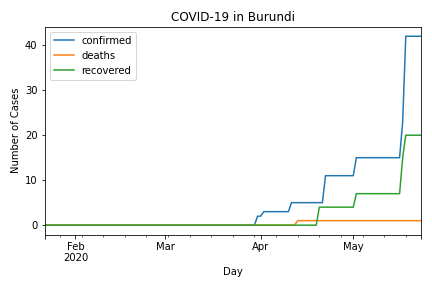 COVID-19 in Burundi
confirmed
deaths
recovered
Number of Cases
40
30
20
10
0
Feb
2020
Mar
Apr
May
Day